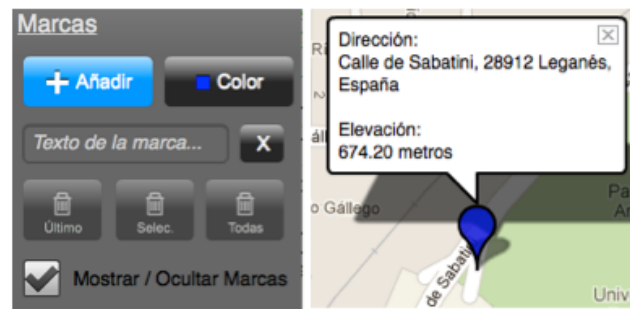 Marcas
+ Añadir
Color
Texto de la marca...
X
Último
Selec.
Todas
Mostrar / Ocultar Marcas
Dirección:
Calle de Sabatini, 28912 Leganés,
España
Elevación:
674.20 metros
o Gállego
de Sabatini
Univ